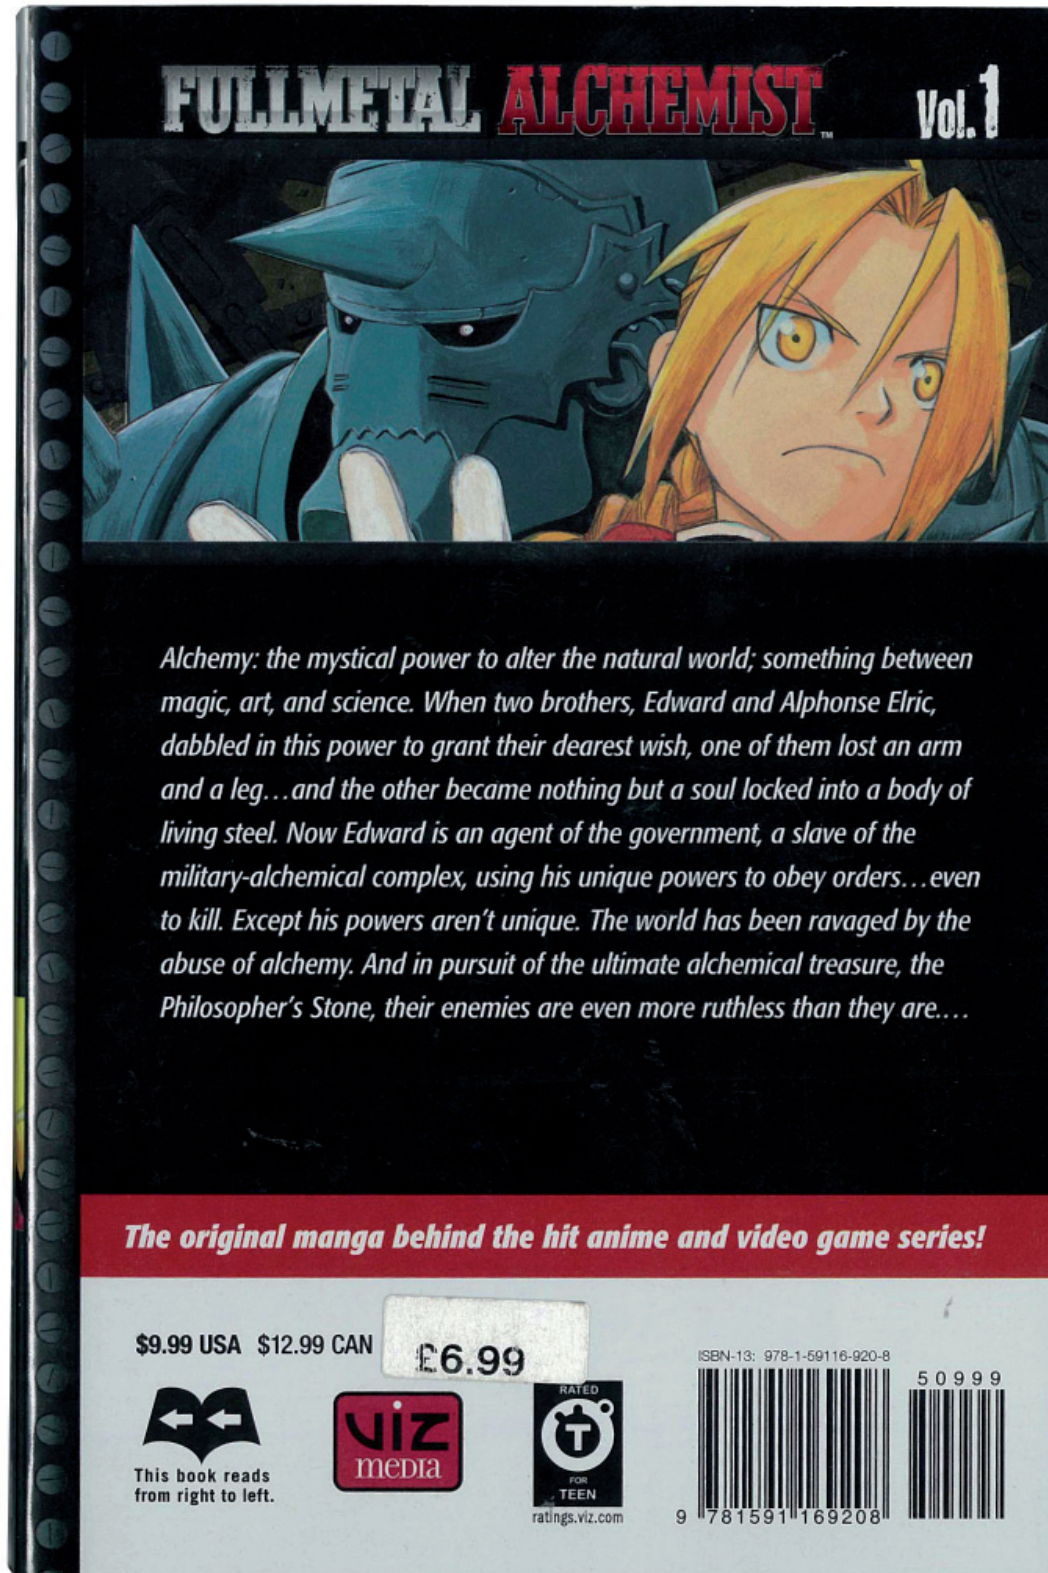 FULLMETAL ALCHEMIST™ Vol.1
Alchemy: the mystical power to alter the natural world; something between
magic, art, and science. When two brothers, Edward and Alphonse Elric,
dabbled in this power to grant their dearest wish, one of them lost an arm
and a leg...and the other became nothing but a soul locked into a body of
living steel. Now Edward is an agent of the government, a slave of the
military-alchemical complex, using his unique powers to obey orders...even
to kill. Except his powers aren't unique. The world has been ravaged by the
abuse of alchemy. And in pursuit of the ultimate alchemical treasure, the
Philosopher's Stone, their enemies are even more ruthless than they are....
The original manga behind the hit anime and video game series!
$9.99 USA $12.99 CAN
£6.99
This book reads
from right to left.
VIZ
MEDIA
RATED
T
FOR
TEEN
ratings.viz.com
ISBN-13: 978-1-59116-920-8
50999
9 781591 169208